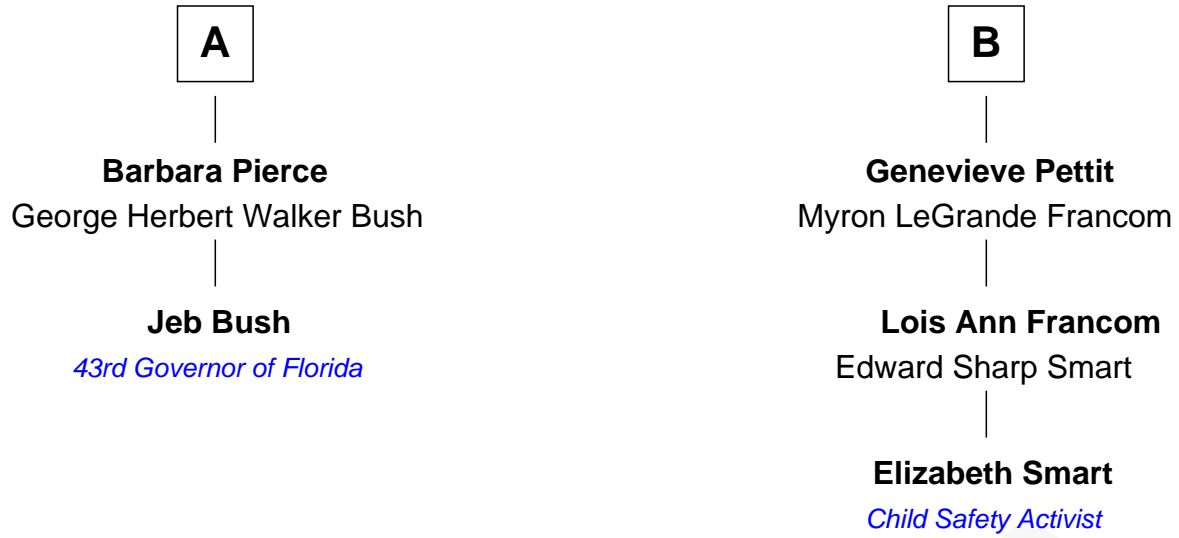 A
Barbara Pierce
George Herbert Walker Bush
Jeb Bush
43rd Governor of Florida
B
Genevieve Pettit
Myron LeGrande Francom
Lois Ann Francom
Edward Sharp Smart
Elizabeth Smart
Child Safety Activist